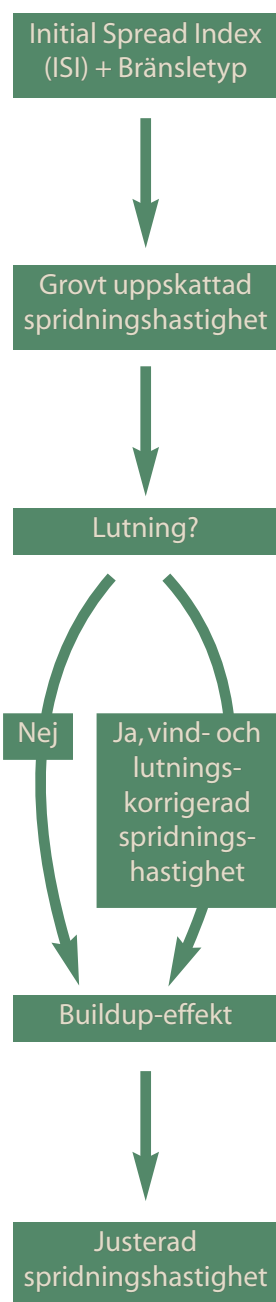 Initial Spread Index
(ISI) + Bränsletyp
Grovt uppskattad
spridningshastighet
Lutning?
Nej
Ja, vind- och
lutnings-
korrigerad
spridnings-
hastighet
Buildup-effekt
Justerad
spridningshastighet